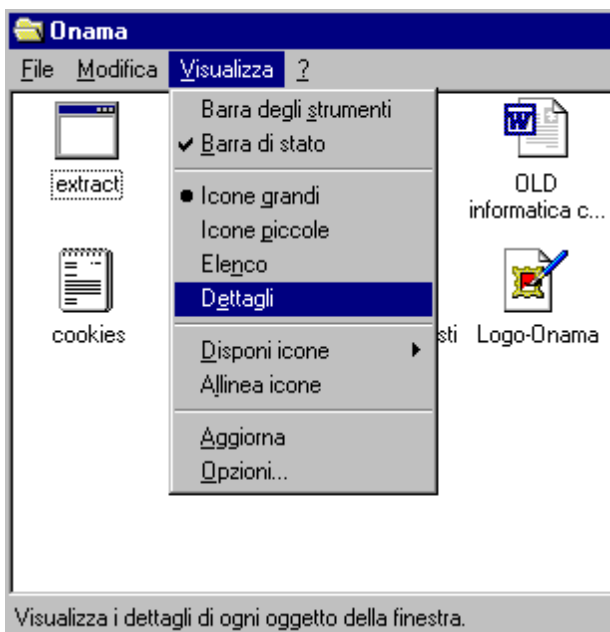 Onama
File Modifica Visualizza ?
Barra degli strumenti
Barra di stato
Icone grandi
Icone piccole
Elenco
Dettagli
Disponi icone
Allinea icone
Aggiorna
Opzioni...
extract
OLD
informatica c...
cookies
sti
Logo-Onama
Visualizza i dettagli di ogni oggetto della finestra.